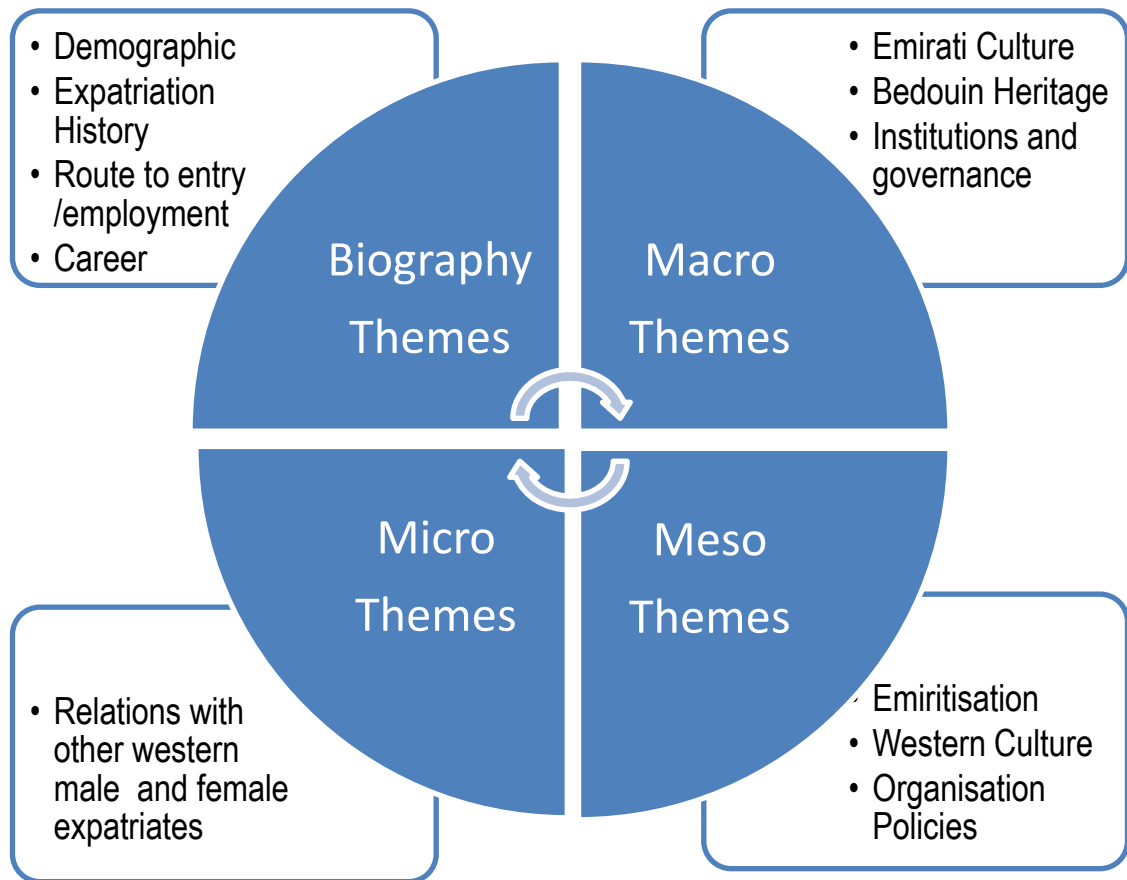 • Demographic
• Expatriation
History
• Route to entry
/employment
• Career
• Emirati Culture
• Bedouin Heritage
• Institutions and
governance
Biography
Themes
Macro
Themes
Micro
Themes
Meso
Themes
• Relations with
other western
male and female
expatriates
• Emiritisation
• Western Culture
• Organisation
Policies